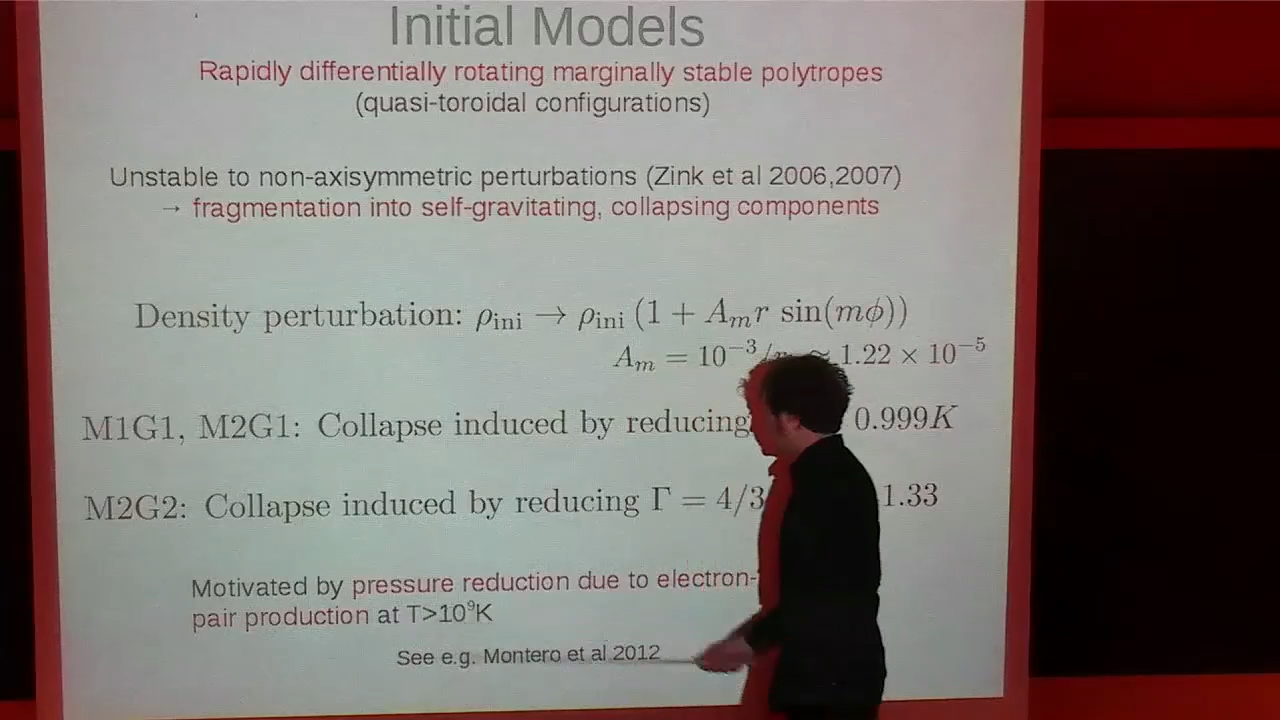 Initial Models
Rapidly differentially rotating marginally stable polytropes
(quasi-toroidal configurations)
Unstable to non-axisymmetric perturbations (Zink et al 2006,2007)
→ fragmentation into self-gravitating, collapsing components
Density perturbation: ρ_ini → ρ_ini (1 + A_m r sin(mϕ))
A_m = 10⁻³/ ≈ 1.22 × 10⁻⁵
M1G1, M2G1: Collapse induced by reducing 0.999K
M2G2: Collapse induced by reducing Γ = 4/3 1.33
Motivated by pressure reduction due to electron-
pair production at T>10⁹K
See e.g. Montero et al 2012